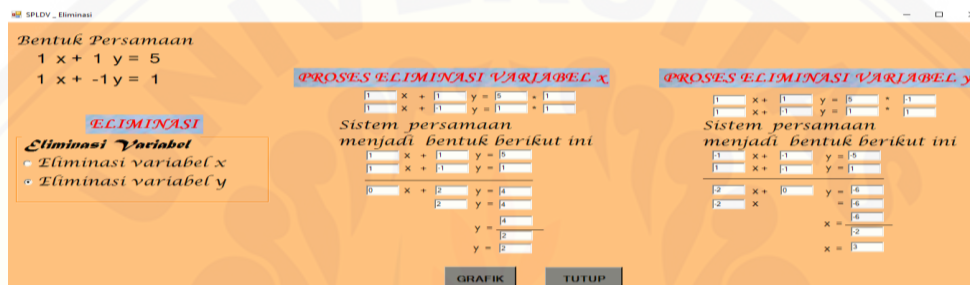 SPLDV _ Eliminasi
Bentuk Persamaan
1 x + 1 y = 5
1 x + -1 y = 1
ELIMINASI
Eliminasi Variabel
Eliminasi variabel x
Eliminasi variabel y
PROSES ELIMINASI VARIABEL x
1 x + 1 y = 5 * 1
1 x + -1 y = 1 * 1
Sistem persamaan
menjadi bentuk berikut ini
1 x + 1 y = 5
1 x + -1 y = 1
0 x + 2 y = 4
2 y = 4
4
y =
2
y = 2
PROSES ELIMINASI VARIABEL y
1 x + 1 y = 5 * -1
1 x + -1 y = 1 * 1
Sistem persamaan
menjadi bentuk berikut ini
-1 x + -1 y = -5
1 x + -1 y = 1
-2 x + 0 y = -6
-2 x = -6
-6
x =
-2
x = 3
GRAFIK
TUTUP